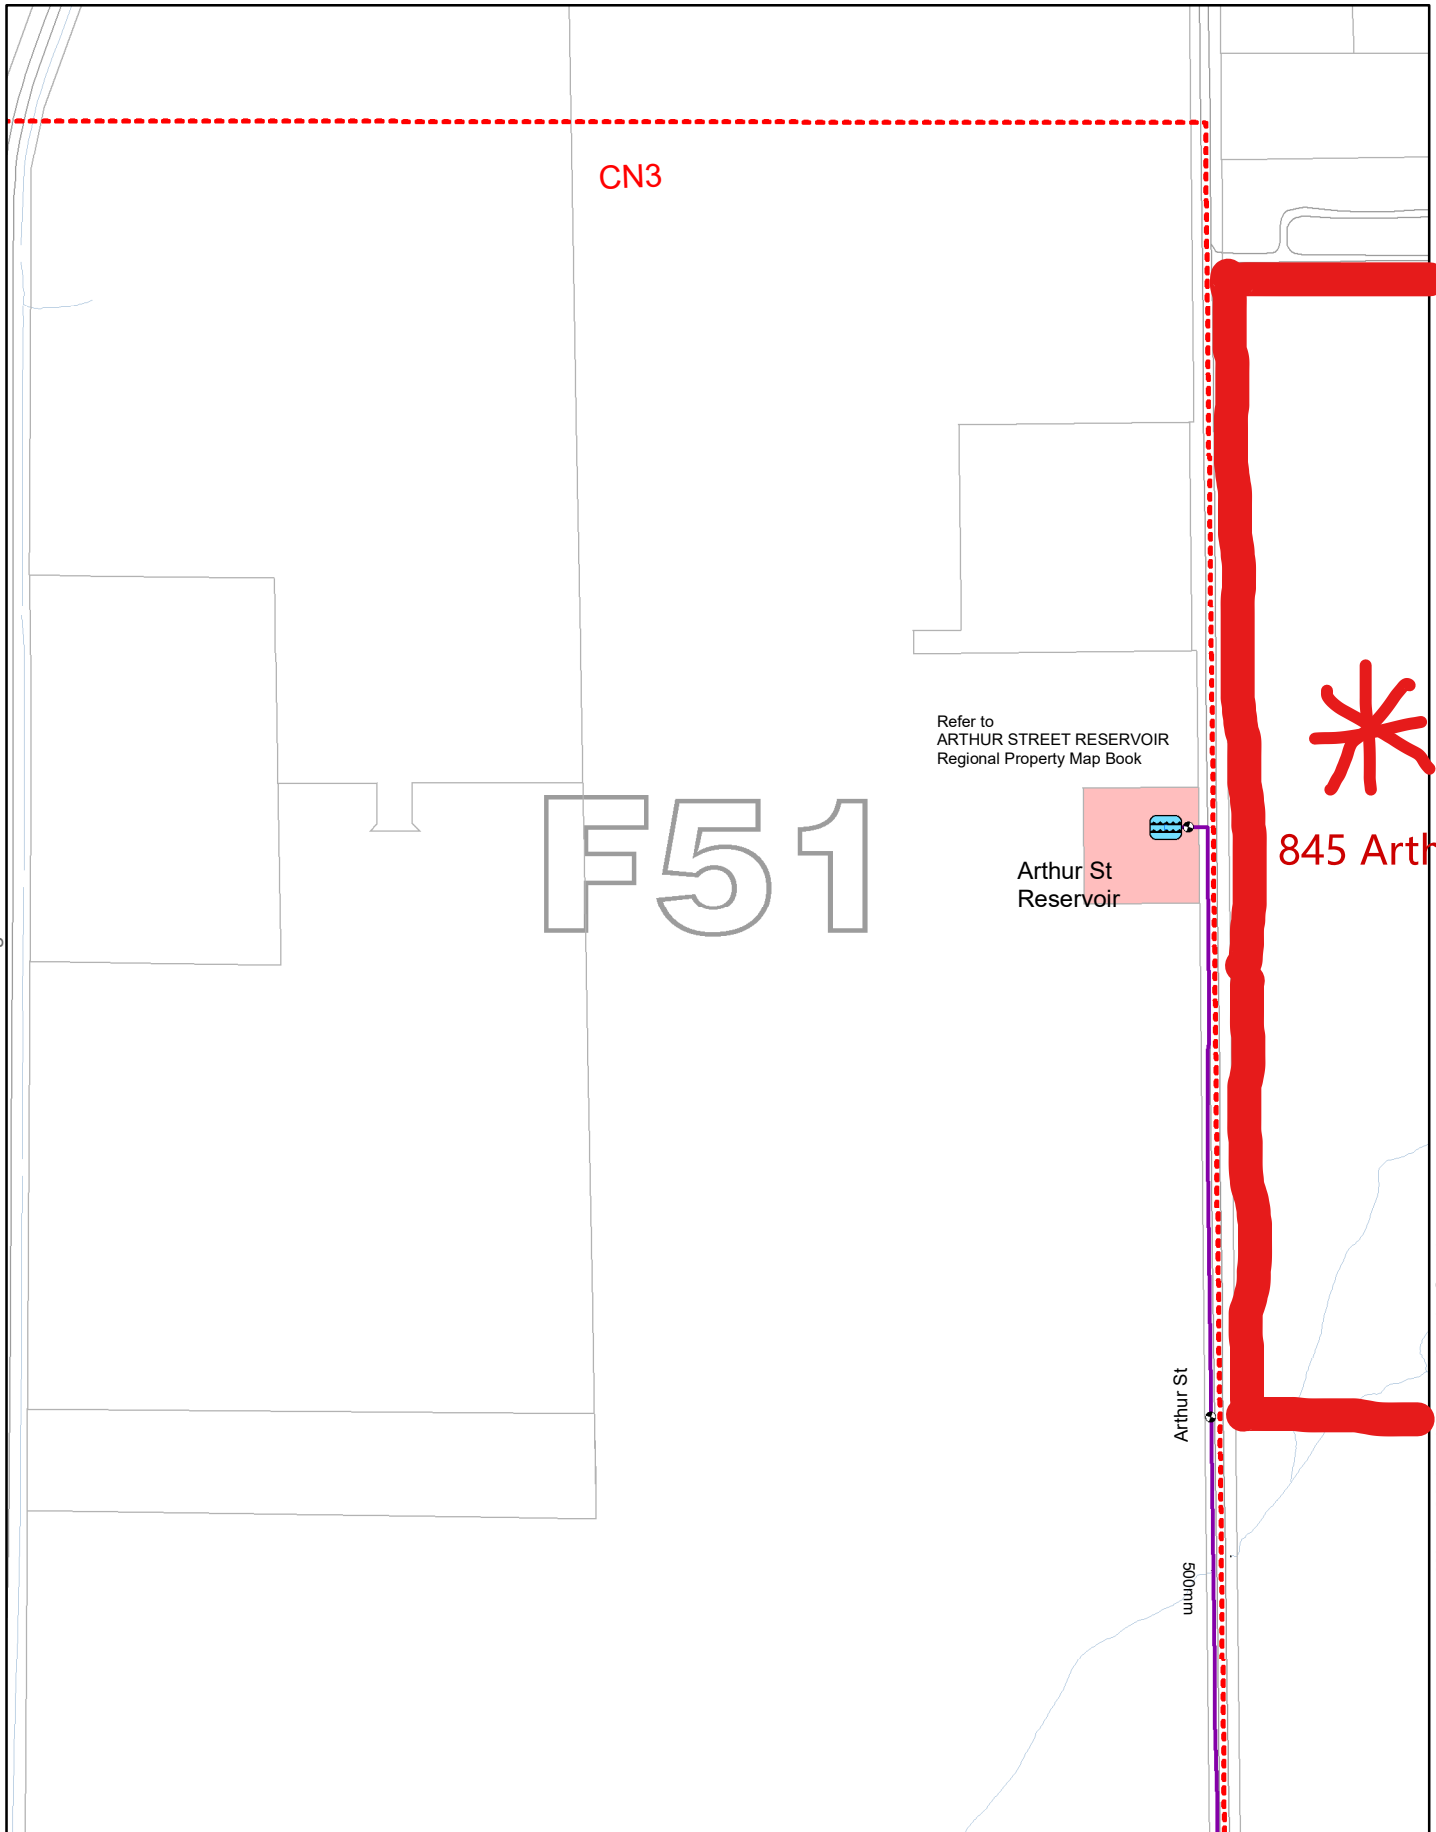 CN3
Refer to
ARTHUR STREET RESERVOIR
Regional Property Map Book
F51
845 Arth
Arthur St
Reservoir
Arthur St
500mm